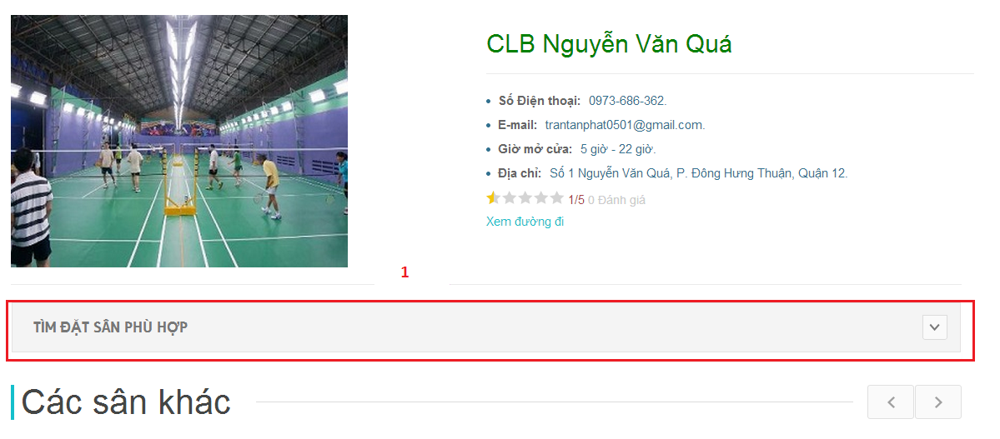 CLB Nguyễn Văn Quá
Số Điện thoại: 0973-686-362.
E-mail: trantanphat0501@gmail.com.
Giờ mở cửa: 5 giờ - 22 giờ.
Địa chỉ: Số 1 Nguyễn Văn Quá, P. Đông Hưng Thuận, Quận 12.
1/5 0 Đánh giá
Xem đường đi
1
TÌM ĐẶT SÂN PHÙ HỢP
Các sân khác